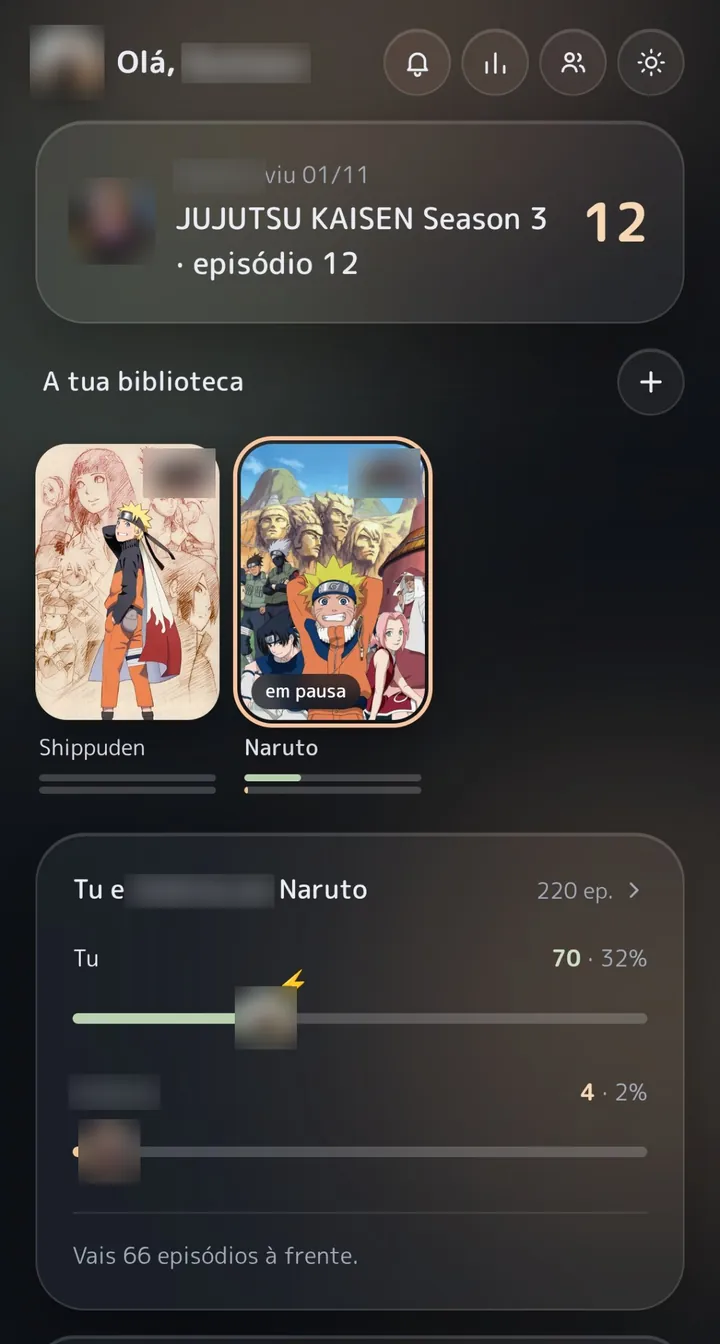 Olá,
viu 01/11
JUJUTSU KAISEN Season 3
· episódio 12
12
A tua biblioteca
em pausa
Shippuden
Naruto
Tu e Naruto
220 ep.
Tu
70 · 32%
4 · 2%
Vais 66 episódios à frente.